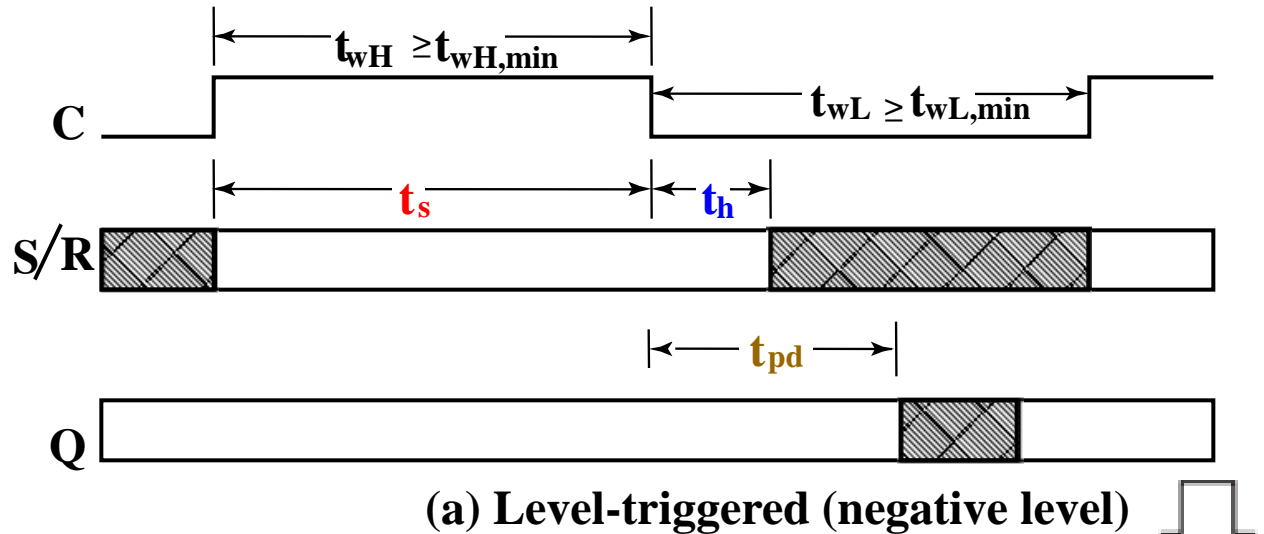 t_wH ≥ t_wH,min
C
t_wL ≥ t_wL,min
t_s
t_h
S/R
t_pd
Q
(a) Level-triggered (negative level)